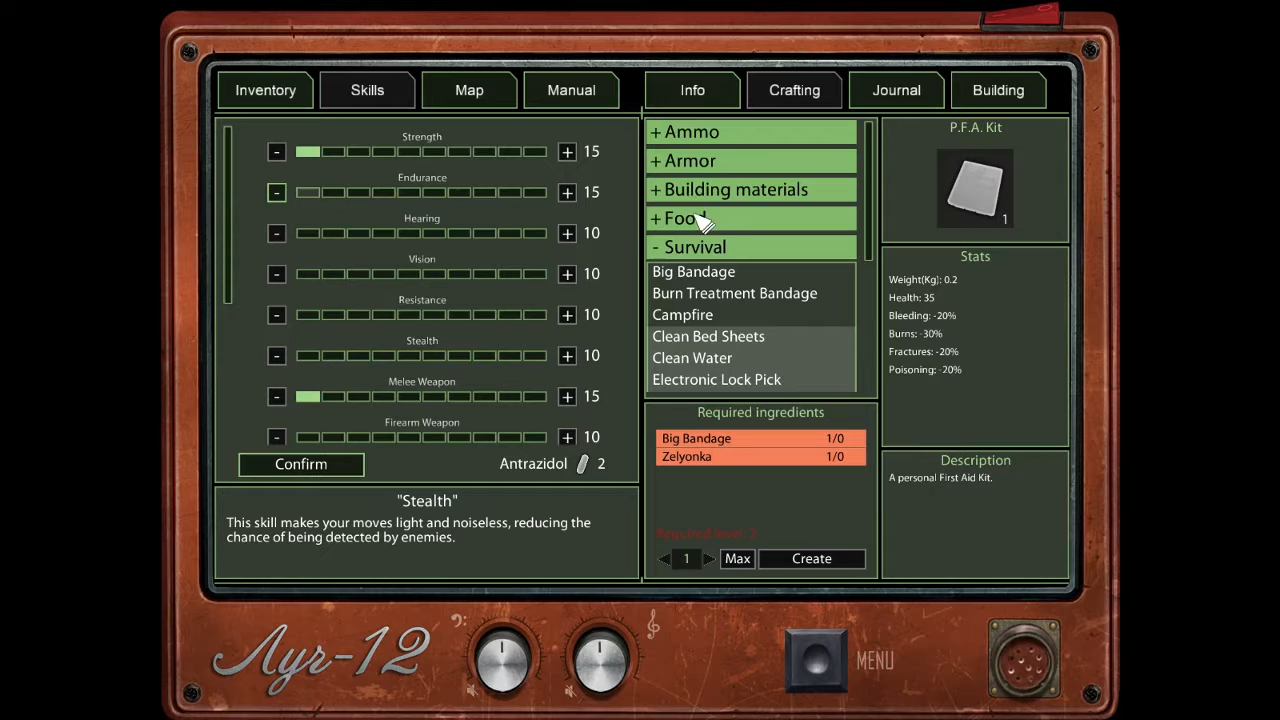 Inventory
Skills
Map
Manual
Info
Crafting
Journal
Building
Strength
- + 15
Endurance
- + 15
Hearing
- + 10
Vision
- + 10
Resistance
- + 10
Stealth
- + 10
Melee Weapon
- + 15
Firearm Weapon
- + 10
Confirm
Antrazidol 2
"Stealth"
This skill makes your moves light and noiseless, reducing the
chance of being detected by enemies.
+ Ammo
+ Armor
+ Building materials
+ Food
- Survival
Big Bandage
Burn Treatment Bandage
Campfire
Clean Bed Sheets
Clean Water
Electronic Lock Pick
Required ingredients
Big Bandage 1/0
Zelyonka 1/0
Required level: 2
1 Max Create
P.F.A. Kit
1
Stats
Weight(Kg): 0.2
Health: 35
Bleeding: -20%
Burns: -30%
Fractures: -20%
Poisoning: -20%
Description
A personal First Aid Kit.
Луч-12
MENU